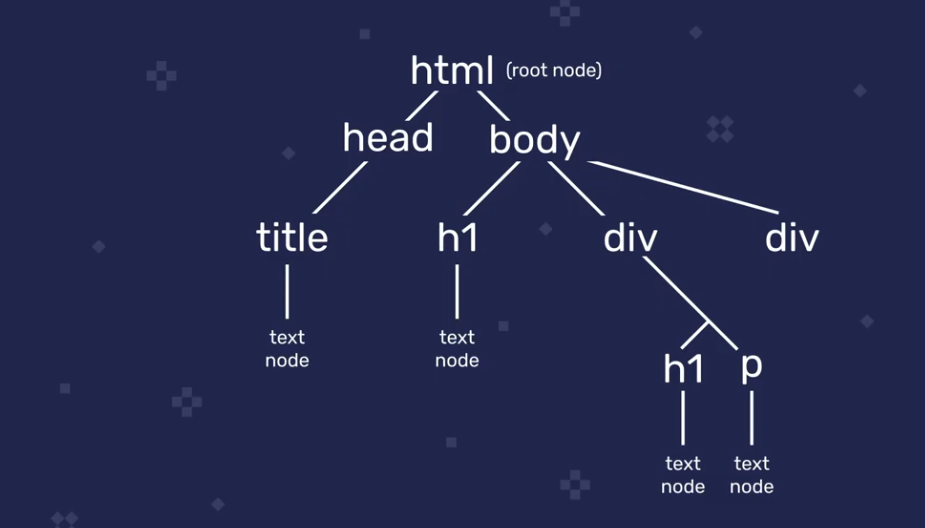 html (root node)
head body
title h1 div div
text text
node node
h1 p
text text
node node